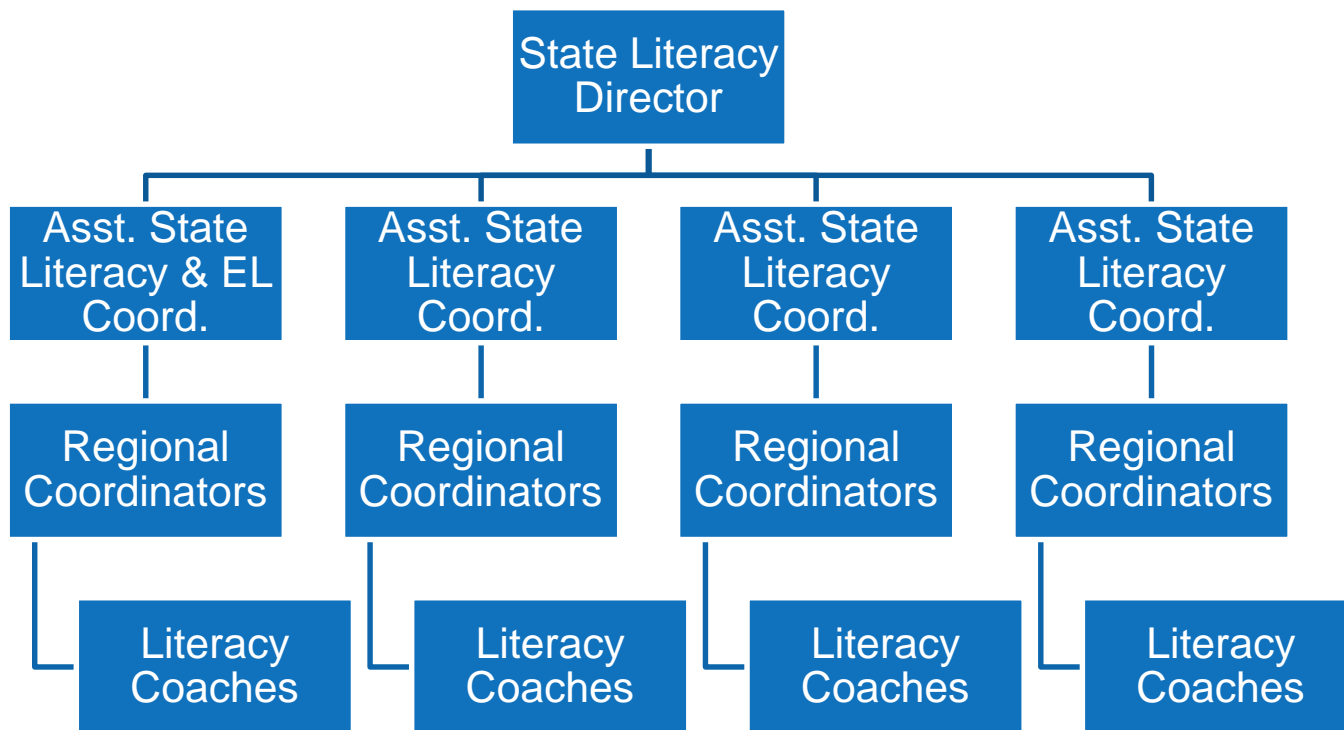 State Literacy
Director
Asst. State
Literacy & EL
Coord.
Asst. State
Literacy
Coord.
Asst. State
Literacy
Coord.
Asst. State
Literacy
Coord.
Regional
Coordinators
Regional
Coordinators
Regional
Coordinators
Regional
Coordinators
Literacy
Coaches
Literacy
Coaches
Literacy
Coaches
Literacy
Coaches